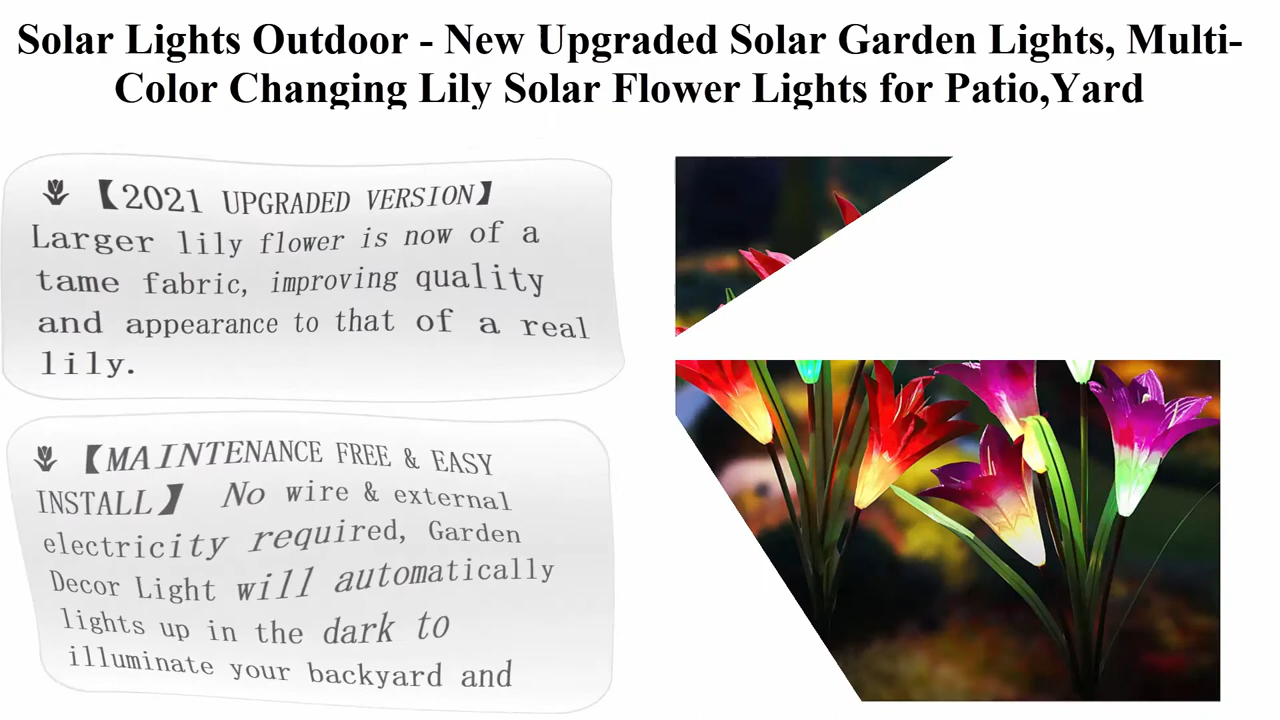 Solar Lights Outdoor - New Upgraded Solar Garden Lights, Multi-
Color Changing Lily Solar Flower Lights for Patio,Yard
【2021 UPGRADED VERSION】
Larger lily flower is now of a
tame fabric, improving quality
and appearance to that of a real
lily.
【MAINTENANCE FREE & EASY
INSTALL】 No wire & external
electricity required, Garden
Decor Light will automatically
lights up in the dark to
illuminate your backyard and